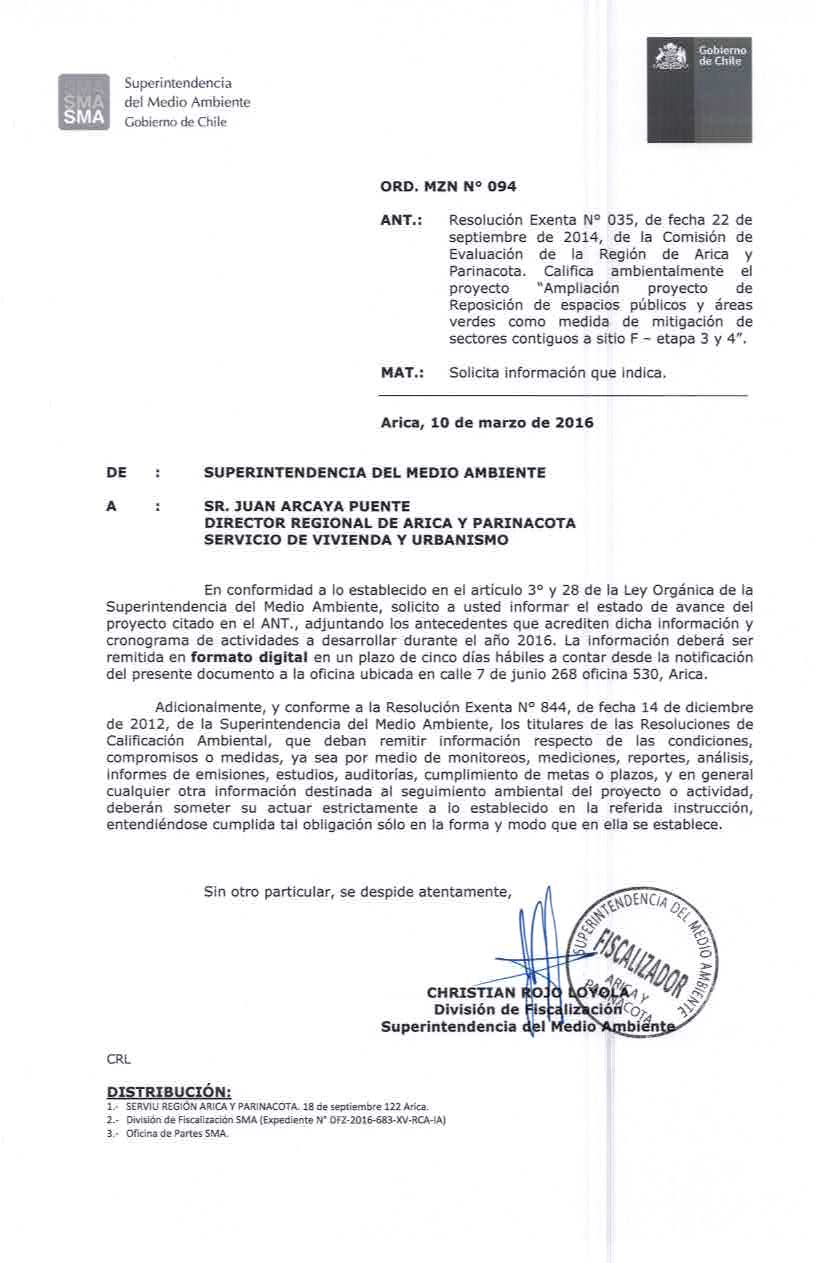 SMA
SMA
SMA
Superintendencia
del Medio Ambiente
Gobierno de Chile
Gobierno
de Chile
ORD. MZN Nº 094
ANT.: Resolución Exenta Nº 035, de fecha 22 de
septiembre de 2014, de la Comisión de
Evaluación de la Región de Arica y
Parinacota. Califica ambientalmente el
proyecto "Ampliación proyecto de
Reposición de espacios públicos y áreas
verdes como medida de mitigación de
sectores contiguos a sitio F – etapa 3 y 4".
MAT.: Solicita información que indica.
Arica, 10 de marzo de 2016
DE : SUPERINTENDENCIA DEL MEDIO AMBIENTE
A : SR. JUAN ARCAYA PUENTE
DIRECTOR REGIONAL DE ARICA Y PARINACOTA
SERVICIO DE VIVIENDA Y URBANISMO
En conformidad a lo establecido en el artículo 3º y 28 de la Ley Orgánica de la
Superintendencia del Medio Ambiente, solicito a usted informar el estado de avance del
proyecto citado en el ANT., adjuntando los antecedentes que acrediten dicha información y
cronograma de actividades a desarrollar durante el año 2016. La información deberá ser
remitida en formato digital en un plazo de cinco días hábiles a contar desde la notificación
del presente documento a la oficina ubicada en calle 7 de junio 268 oficina 530, Arica.
Adicionalmente, y conforme a la Resolución Exenta N° 844, de fecha 14 de diciembre
de 2012, de la Superintendencia del Medio Ambiente, los titulares de las Resoluciones de
Calificación Ambiental, que deban remitir información respecto de las condiciones,
compromisos o medidas, ya sea por medio de monitoreos, mediciones, reportes, análisis,
informes de emisiones, estudios, auditorías, cumplimiento de metas o plazos, y en general
cualquier otra información destinada al seguimiento ambiental del proyecto o actividad,
deberán someter su actuar estrictamente a lo establecido en la referida instrucción,
entendiéndose cumplida tal obligación sólo en la forma y modo que en ella se establece.
Sin otro particular, se despide atentamente,
SUPERINTENDENCIA DEL MEDIO AMBIENTE
FISCALIZADOR
ARICA Y
PARINACOTA
CHRISTIAN ROJO LOYOLA
División de Fiscalización
Superintendencia del Medio Ambiente
CRL
DISTRIBUCIÓN:
1.- SERVIU REGIÓN ARICA Y PARINACOTA. 18 de septiembre 122 Arica.
2.- División de Fiscalización SMA (Expediente N° DFZ-2016-683-XV-RCA-IA)
3.- Oficina de Partes SMA.